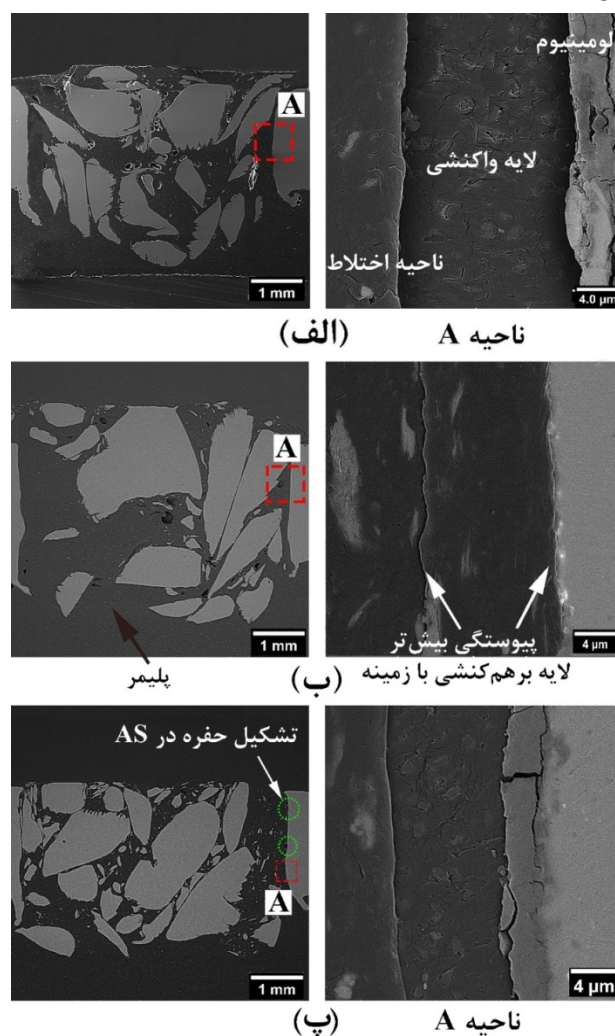 A
1 mm
لومینیوم
لایه واکنشی
ناحیه اختلاط
4.0 µm
(الف)
ناحیه A
A
پلیمر
1 mm
پیوستگی بیش‌تر
لایه برهم‌کنشی با زمینه
4 µm
(ب)
تشکیل حفره در AS
A
1 mm
4 µm
(پ)
ناحیه A